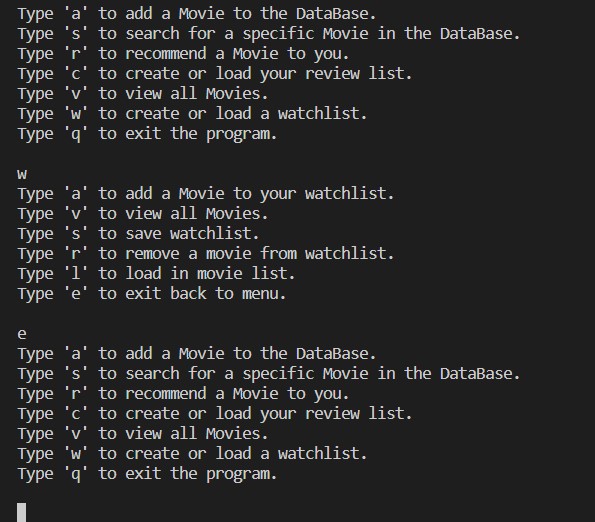 Type 'a' to add a Movie to the DataBase.
Type 's' to search for a specific Movie in the DataBase.
Type 'r' to recommend a Movie to you.
Type 'c' to create or load your review list.
Type 'v' to view all Movies.
Type 'w' to create or load a watchlist.
Type 'q' to exit the program.
w
Type 'a' to add a Movie to your watchlist.
Type 'v' to view all Movies.
Type 's' to save watchlist.
Type 'r' to remove a movie from watchlist.
Type 'l' to load in movie list.
Type 'e' to exit back to menu.
e
Type 'a' to add a Movie to the DataBase.
Type 's' to search for a specific Movie in the DataBase.
Type 'r' to recommend a Movie to you.
Type 'c' to create or load your review list.
Type 'v' to view all Movies.
Type 'w' to create or load a watchlist.
Type 'q' to exit the program.